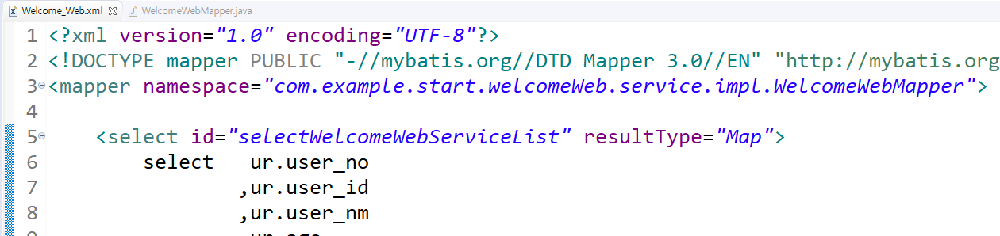 Welcome_Web.xml WelcomeWebMapper.java
1 <?xml version="1.0" encoding="UTF-8"?>
2 <!DOCTYPE mapper PUBLIC "-//mybatis.org//DTD Mapper 3.0//EN" "http://mybatis.org
3 <mapper namespace="com.example.start.welcomeWeb.service.impl.WelcomeWebMapper">
4
5 <select id="selectWelcomeWebServiceList" resultType="Map">
6 select ur.user_no
7 ,ur.user_id
8 ,ur.user_nm